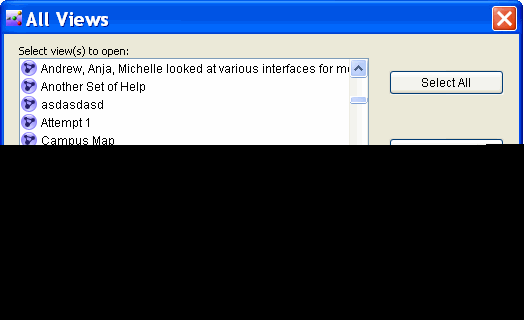 All Views
Select view(s) to open:
Andrew, Anja, Michelle looked at various interfaces for
Another Set of Help
asdasdasd
Attempt 1
Campus Map
Select All